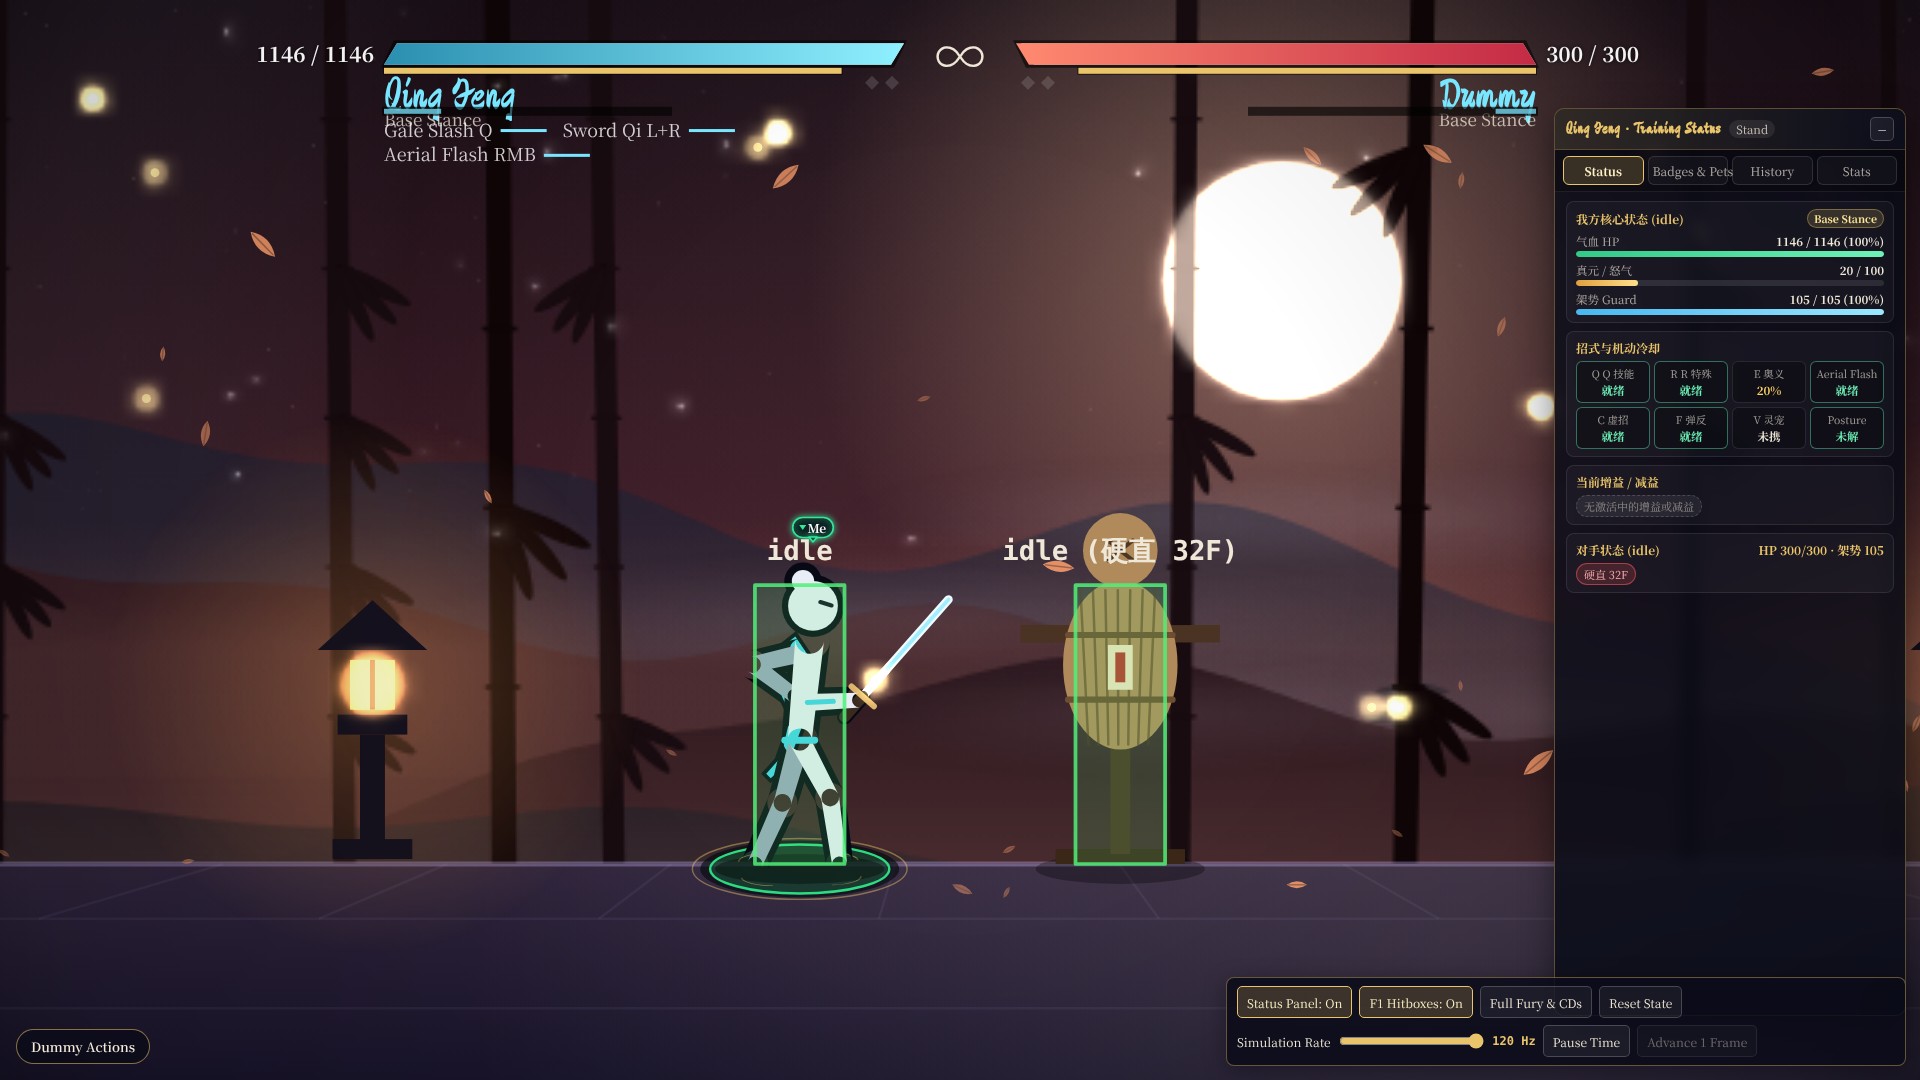 1146 / 1146
∞
300 / 300
Qing Feng
Base Stance
Gale Slash Q
Sword Qi L+R
Aerial Flash RMB
Dummy
Base Stance
Qing Feng · Training Status
Stand
–
Status
Badges & Pets
History
Stats
我方核心状态 (idle)
Base Stance
气血 HP
1146 / 1146 (100%)
真元 / 怒气
20 / 100
架势 Guard
105 / 105 (100%)
招式与机动冷却
Q Q 技能
就绪
R R 特殊
就绪
E 奥义
20%
Aerial Flash
就绪
C 虚招
就绪
F 弹反
就绪
V 灵宠
未携
Posture
未解
当前增益 / 减益
无激活中的增益或减益
对手状态 (idle)
HP 300/300 · 架势 105
硬直 32F
Me
idle
idle (硬直 32F)
Status Panel: On
F1 Hitboxes: On
Full Fury & CDs
Reset State
Simulation Rate
120 Hz
Pause Time
Advance 1 Frame
Dummy Actions